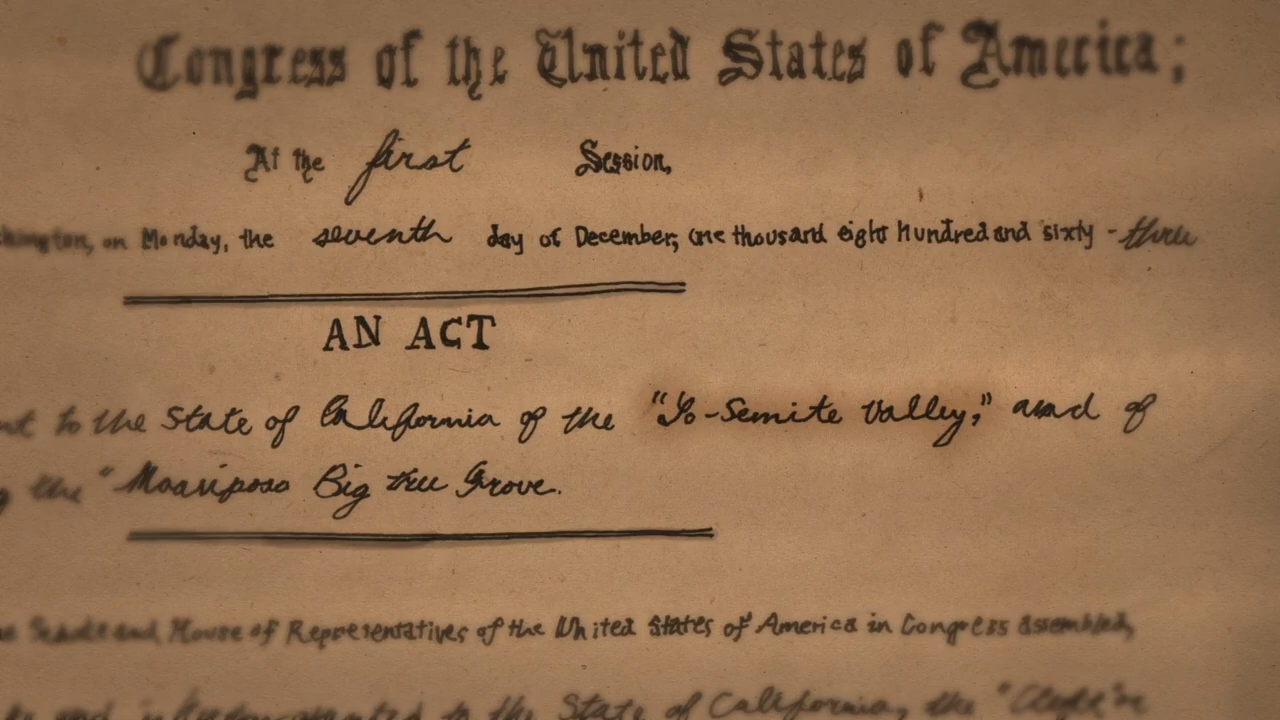 Congress of the United States of America;
At the first Session,
on Monday, the seventh day of December, one thousand eight hundred and sixty - three
AN ACT
to the State of California of the "Yo-Semite Valley," and of
the "Mariposa Big tree Grove.
House of Representatives of the United States of America in Congress assembled,
granted to the State of California, the